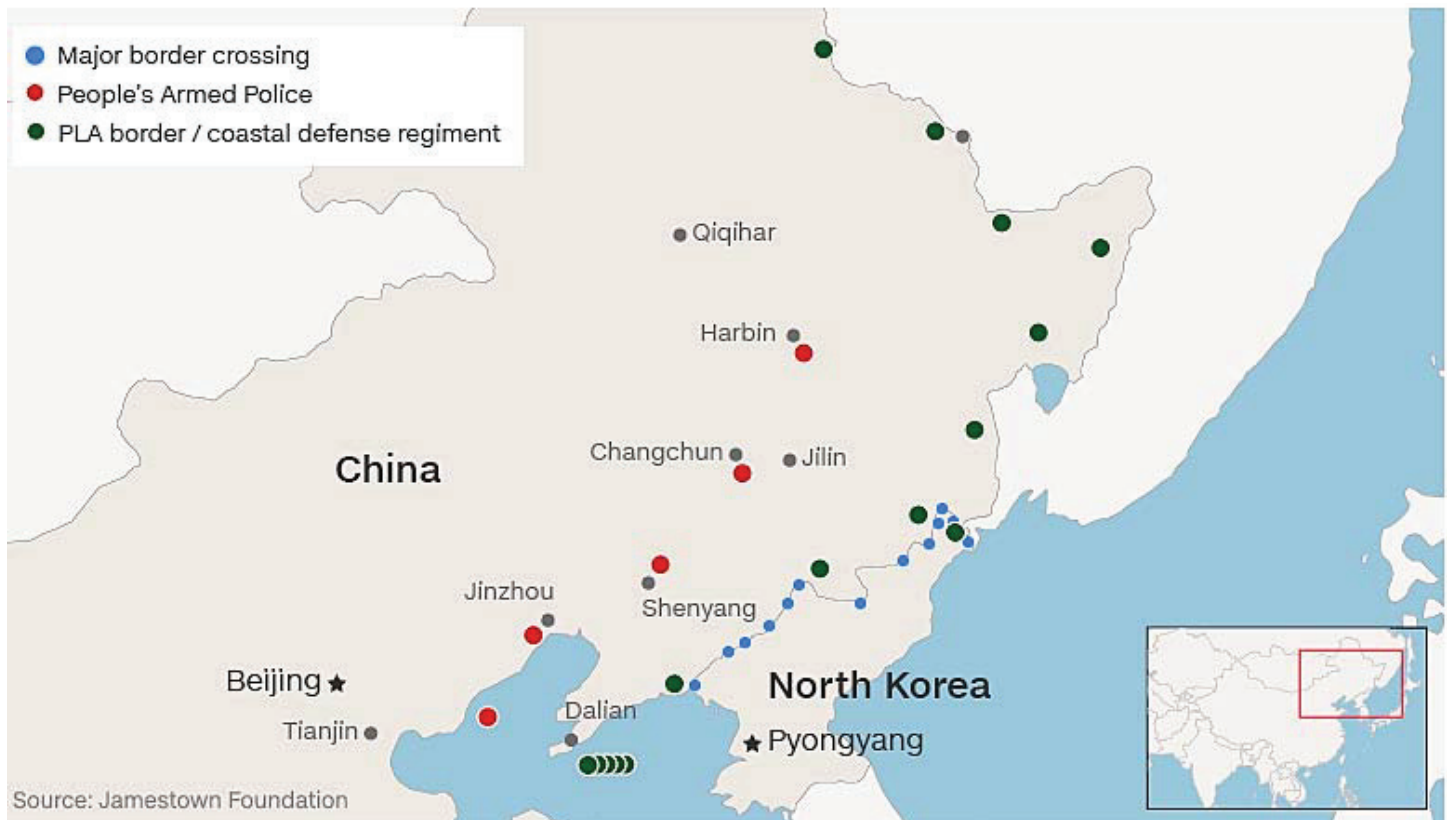 Major border crossing
People's Armed Police
PLA border / coastal defense regiment
Qiqihar
Harbin
Changchun
Jilin
China
Jinzhou
Shenyang
Beijing
North Korea
Dalian
Tianjin
Pyongyang
Source: Jamestown Foundation